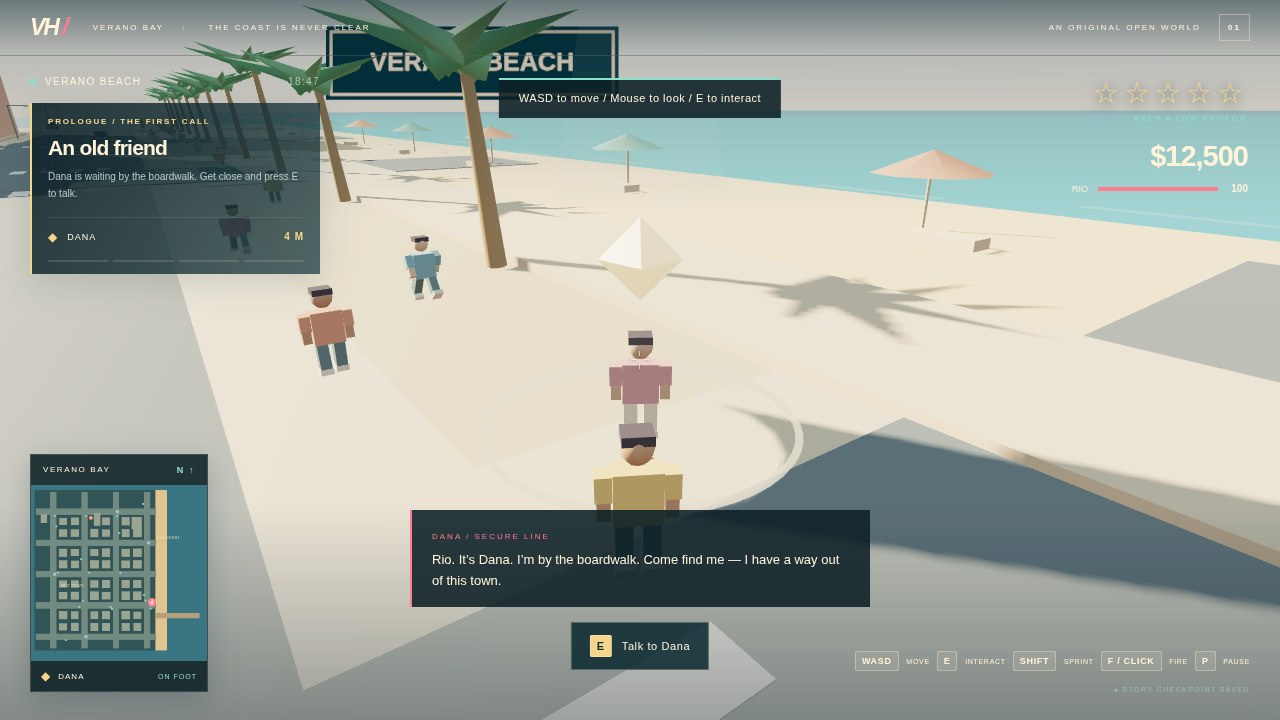 VH/
VERANO BAY / THE COAST IS NEVER CLEAR
AN ORIGINAL OPEN WORLD
01
VERANO BEACH
18:47
PROLOGUE / THE FIRST CALL
An old friend
Dana is waiting by the boardwalk. Get close and press E
to talk.
DANA
4 M
WASD to move / Mouse to look / E to interact
☆☆☆☆☆
KEEP A LOW PROFILE
$12,500
RIO 100
VERANO BAY N ↑
DANA ON FOOT
DANA / SECURE LINE
Rio. It's Dana. I'm by the boardwalk. Come find me — I have a way out
of this town.
E Talk to Dana
WASD MOVE E INTERACT SHIFT SPRINT F / CLICK FIRE P PAUSE
● STORY CHECKPOINT SAVED